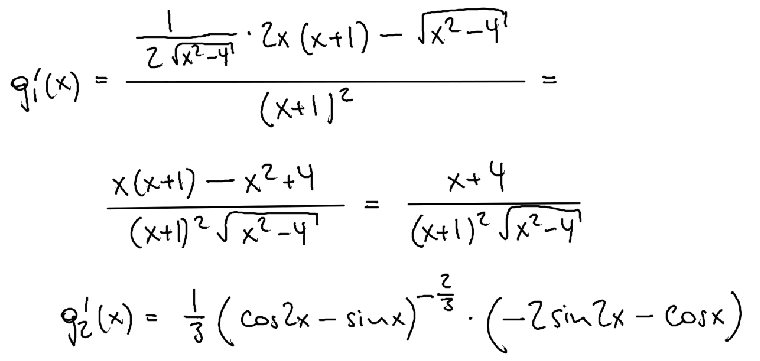 g₁'(x) = (1/(2√(x²-4)) · 2x(x+1) - √(x²-4))/((x+1)²) =
(x(x+1) - x²+4)/((x+1)²√(x²-4)) = (x+4)/((x+1)²√(x²-4))
g₂'(x) = 1/3 (cos2x - sinx)^(-2/3) · (-2sin2x - cosx)